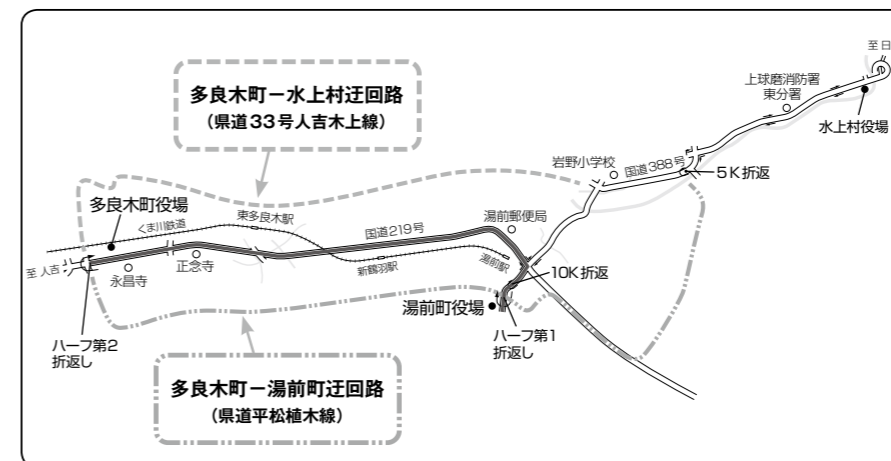 至日
上球磨消防署
東分署
水上村役場
多良木町－水上村迂回路
（県道33号人吉木上線）
岩野小学校
国道388号
5K折返
多良木町役場
くま川鉄道
東多良木駅
国道219号
湯前郵便局
至人吉
永昌寺
正念寺
新鶴羽駅
湯前駅
10K折返
湯前町役場
ハーフ第1
折返し
ハーフ第2
折返し
多良木町－湯前町迂回路
（県道平松植木線）